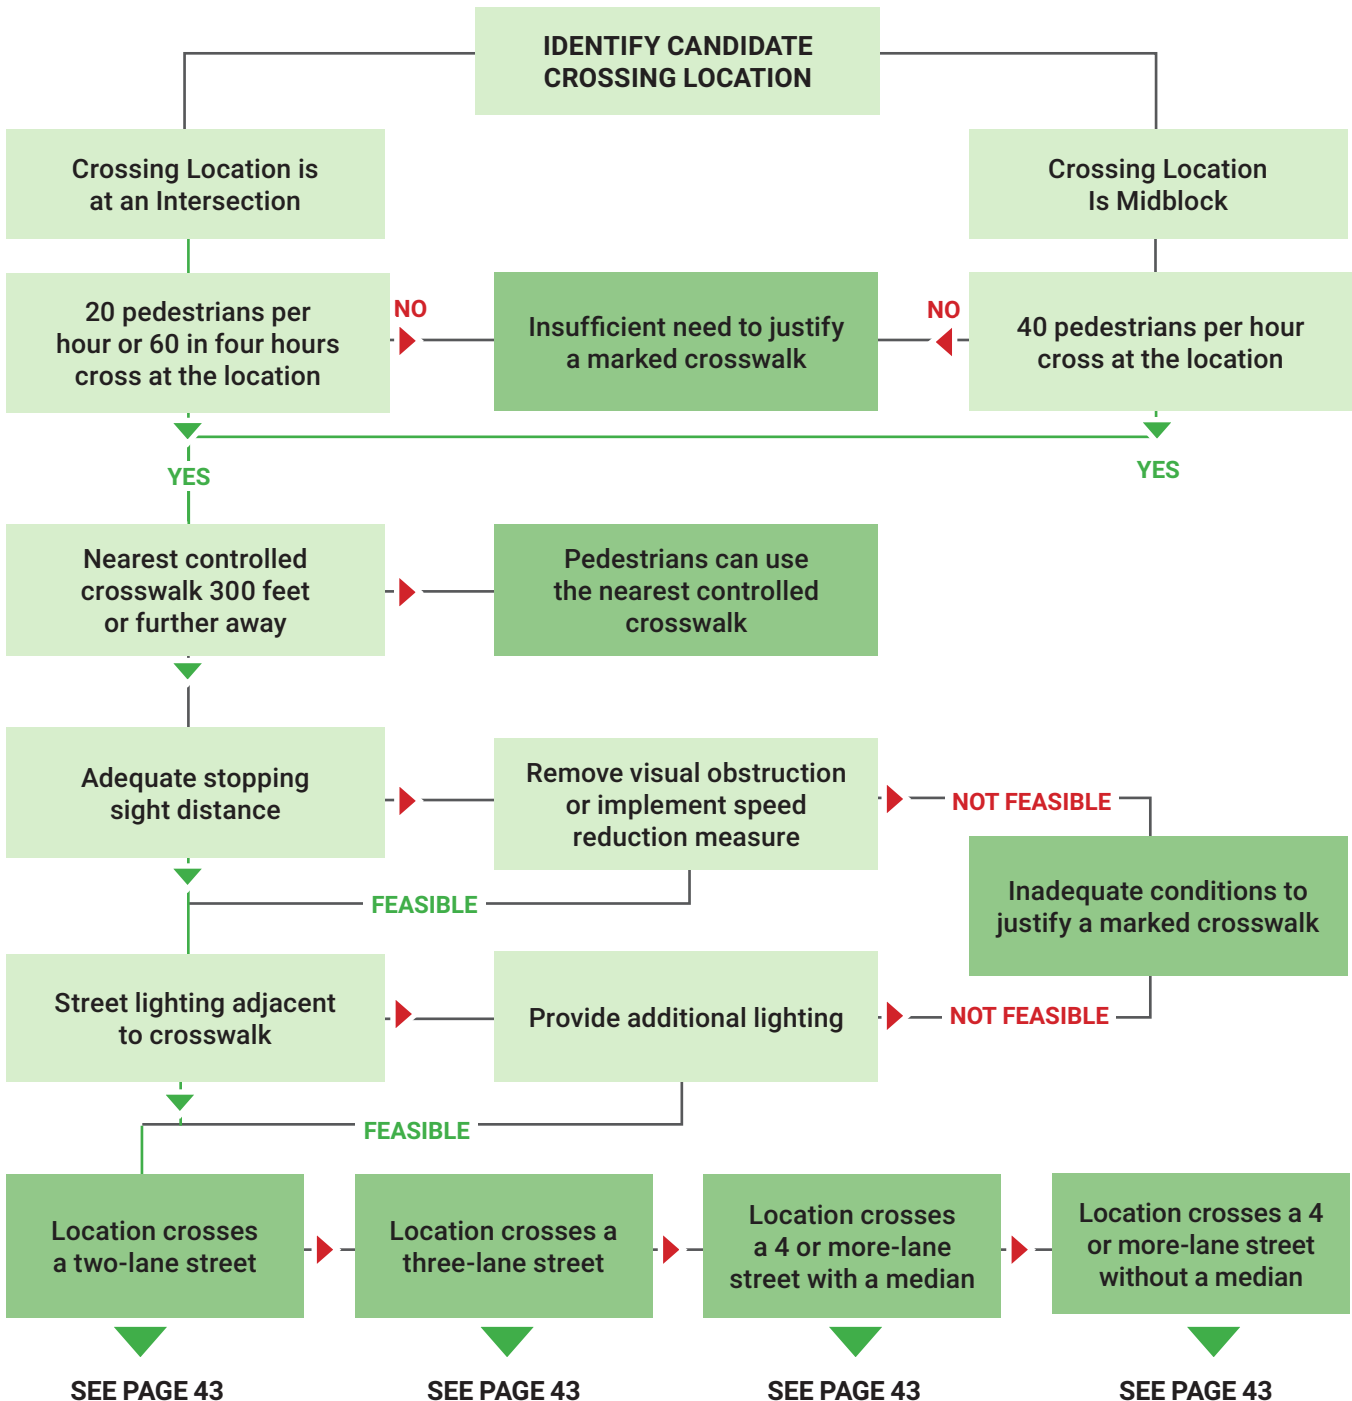 IDENTIFY CANDIDATE
CROSSING LOCATION
Crossing Location is
at an Intersection
Crossing Location
Is Midblock
20 pedestrians per
hour or 60 in four hours
cross at the location
NO
Insufficient need to justify
a marked crosswalk
NO
40 pedestrians per hour
cross at the location
YES
YES
Nearest controlled
crosswalk 300 feet
or further away
Pedestrians can use
the nearest controlled
crosswalk
Adequate stopping
sight distance
Remove visual obstruction
or implement speed
reduction measure
NOT FEASIBLE
FEASIBLE
Inadequate conditions to
justify a marked crosswalk
Street lighting adjacent
to crosswalk
Provide additional lighting
NOT FEASIBLE
FEASIBLE
Location crosses
a two-lane street
Location crosses a
three-lane street
Location crosses
a 4 or more-lane
street with a median
Location crosses a 4
or more-lane street
without a median
SEE PAGE 43
SEE PAGE 43
SEE PAGE 43
SEE PAGE 43